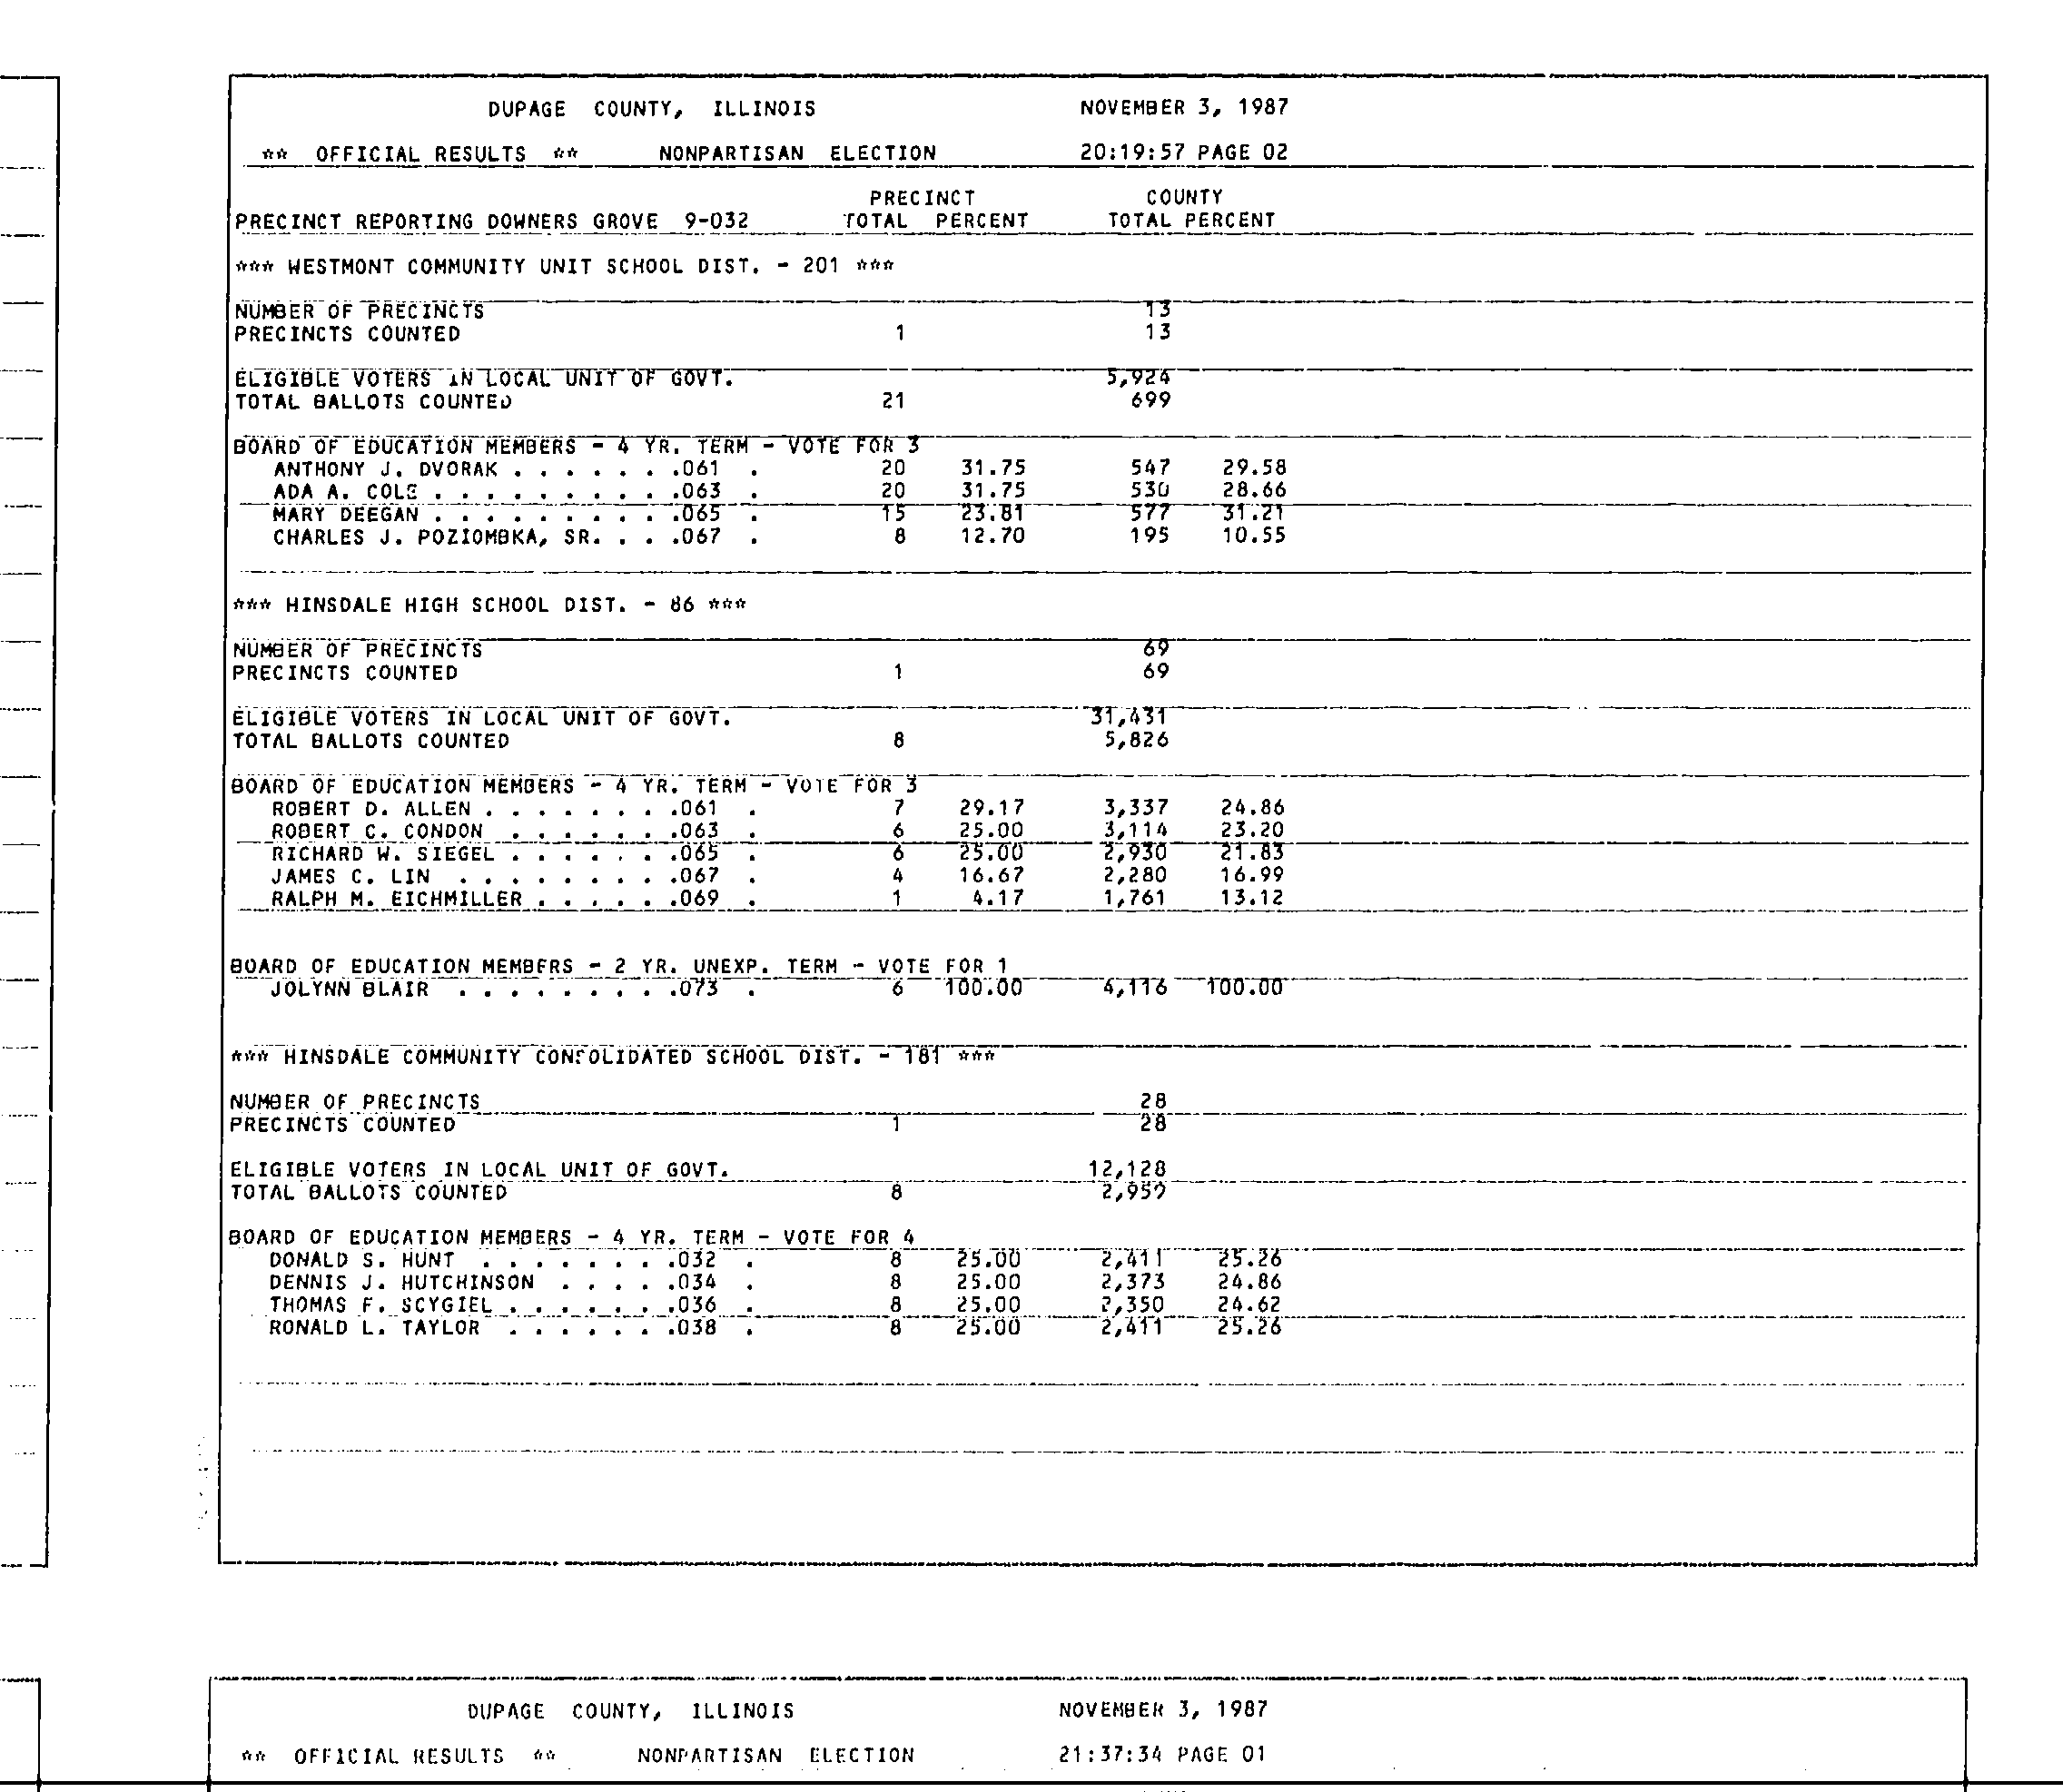 DUPAGE COUNTY, ILLINOIS NOVEMBER 3, 1987
** OFFICIAL RESULTS ** NONPARTISAN ELECTION 20:19:57 PAGE 02
PRECINCT COUNTY
PRECINCT REPORTING DOWNERS GROVE 9-032 TOTAL PERCENT TOTAL PERCENT
*** WESTMONT COMMUNITY UNIT SCHOOL DIST. - 201 ***
NUMBER OF PRECINCTS 13
PRECINCTS COUNTED 1 13
ELIGIBLE VOTERS IN LOCAL UNIT OF GOVT. 5,924
TOTAL BALLOTS COUNTED 21 699
BOARD OF EDUCATION MEMBERS - 4 YR. TERM - VOTE FOR 3
ANTHONY J. DVORAK . . . . . . .061 . 20 31.75 547 29.58
ADA A. COLE . . . . . . . . . .063 . 20 31.75 530 28.66
MARY DEEGAN . . . . . . . . . .065 . 15 23.81 577 31.21
CHARLES J. POZIOMBKA, SR. . . .067 . 8 12.70 195 10.55
*** HINSDALE HIGH SCHOOL DIST. - 86 ***
NUMBER OF PRECINCTS 69
PRECINCTS COUNTED 1 69
ELIGIBLE VOTERS IN LOCAL UNIT OF GOVT. 31,431
TOTAL BALLOTS COUNTED 8 5,826
BOARD OF EDUCATION MEMBERS - 4 YR. TERM - VOTE FOR 3
ROBERT D. ALLEN . . . . . . . .061 . 7 29.17 3,337 24.86
ROBERT C. CONDON . . . . . . .063 . 6 25.00 3,114 23.20
RICHARD W. SIEGEL . . . . . . .065 . 6 25.00 2,930 21.83
JAMES C. LIN . . . . . . . . .067 . 4 16.67 2,280 16.99
RALPH M. EICHMILLER . . . . . .069 . 1 4.17 1,761 13.12
BOARD OF EDUCATION MEMBERS - 2 YR. UNEXP. TERM - VOTE FOR 1
JOLYNN BLAIR . . . . . . . . .073 . 6 100.00 4,116 100.00
*** HINSDALE COMMUNITY CONSOLIDATED SCHOOL DIST. - 181 ***
NUMBER OF PRECINCTS 28
PRECINCTS COUNTED 1 28
ELIGIBLE VOTERS IN LOCAL UNIT OF GOVT. 12,128
TOTAL BALLOTS COUNTED 8
BOARD OF EDUCATION MEMBERS - 4 YR. TERM - VOTE FOR 4
DONALD S. HUNT . . . . . . . .032 . 8 25.00 2,411 25.26
DENNIS J. HUTCHINSON . . . . .034 . 8 25.00 2,373 24.86
THOMAS F. SCYGIEL . . . . . . .036 . 8 25.00 2,350 24.62
RONALD L. TAYLOR . . . . . . .038 . 8 25.00 2,411 25.26
DUPAGE COUNTY, ILLINOIS NOVEMBER 3, 1987
** OFFICIAL RESULTS ** NONPARTISAN ELECTION 21:37:34 PAGE 01